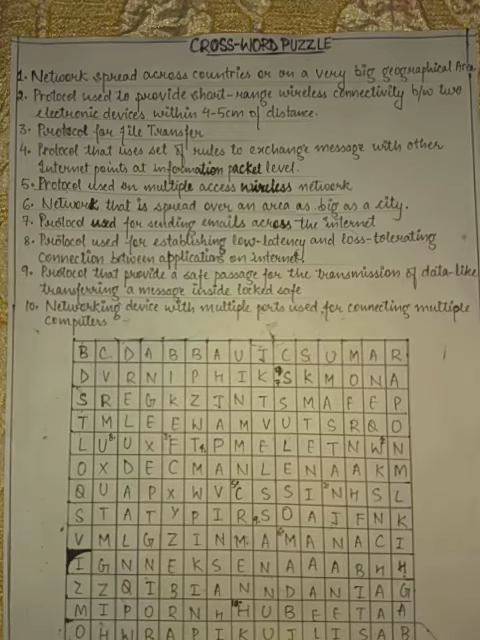 CROSS-WORD PUZZLE
1. Network spread across countries or on a very big geographical Area
2. Protocol used to provide short-range wireless connectivity b/w two
electronic devices within 4-5cm of distance.
3. Protocol for file Transfer
4. Protocol that uses set of rules to exchange message with other
Internet points at information packet level.
5. Protocol used on multiple access wireless network
6. Network that is spread over an area as big as a city.
7. Protocol used for sending emails across the internet
8. Protocol used for establishing low-latency and loss-tolerating
connection between applications on internet.
9. Protocol that provide a safe passage for the transmission of data-like
transferring a message inside locked safe
10. Networking device with multiple ports used for connecting multiple
computers
B C D A B B A U J C S U M A R
D V R N I P H I K S K M O N A
S R E G K Z I N T S M A F E P
T M L E E W A M V U T S R Q O
L U U X F T P M E L E T N W N
O X D E C M A N L E N A A K M
Q U A P X W V C S S I N H S L
S T A T Y P I R S O A J F N K
V M L G Z I N M A M A N A C I
I G N N E K S E N A A A B H H
Z Z Q I B I A N N D A N I A G
M I P O R N H H U B F E T A A
O H W R A P I K U T L I S A B